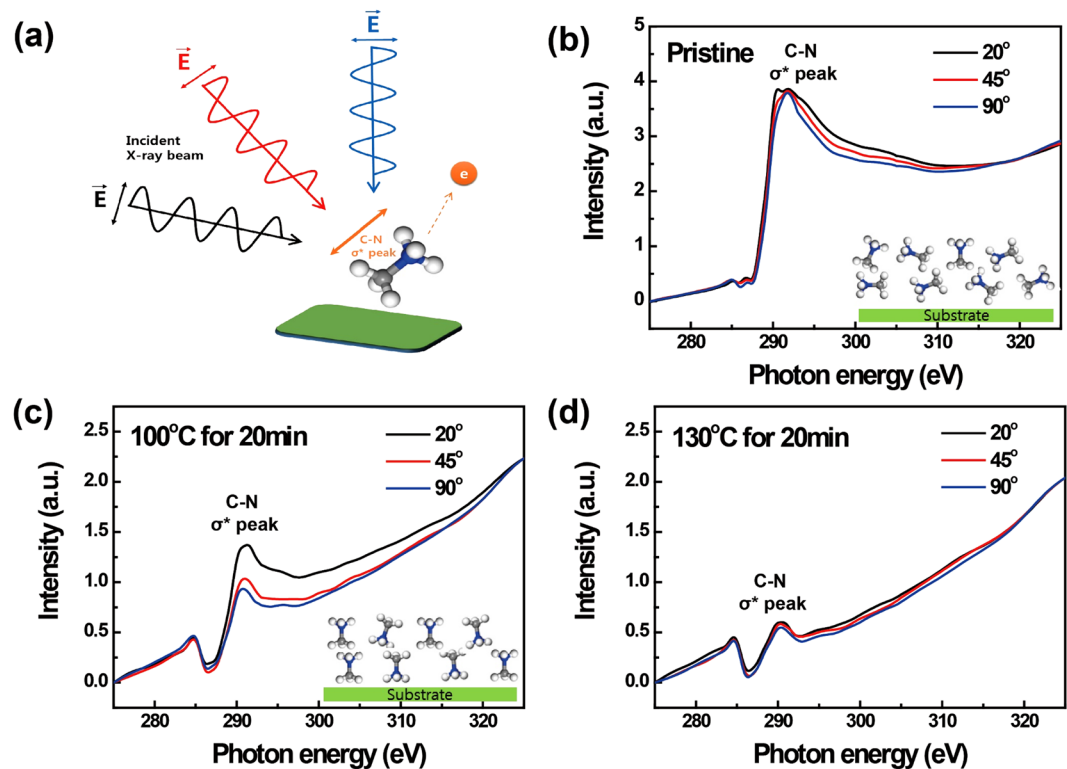 (a)
E
E
E
Incident
X-ray beam
e
C-N
σ* peak
(b)
Pristine
C-N
σ* peak
20°
45°
90°
Substrate
5
4
3
2
1
0
280
290
300
310
320
Intensity (a.u.)
Photon energy (eV)
(c)
100°C for 20min
20°
45°
90°
C-N
σ* peak
Substrate
2.5
2.0
1.5
1.0
0.5
0.0
280
290
300
310
320
Intensity (a.u.)
Photon energy (eV)
(d)
130°C for 20min
20°
45°
90°
C-N
σ* peak
2.5
2.0
1.5
1.0
0.5
0.0
280
290
300
310
320
Intensity (a.u.)
Photon energy (eV)